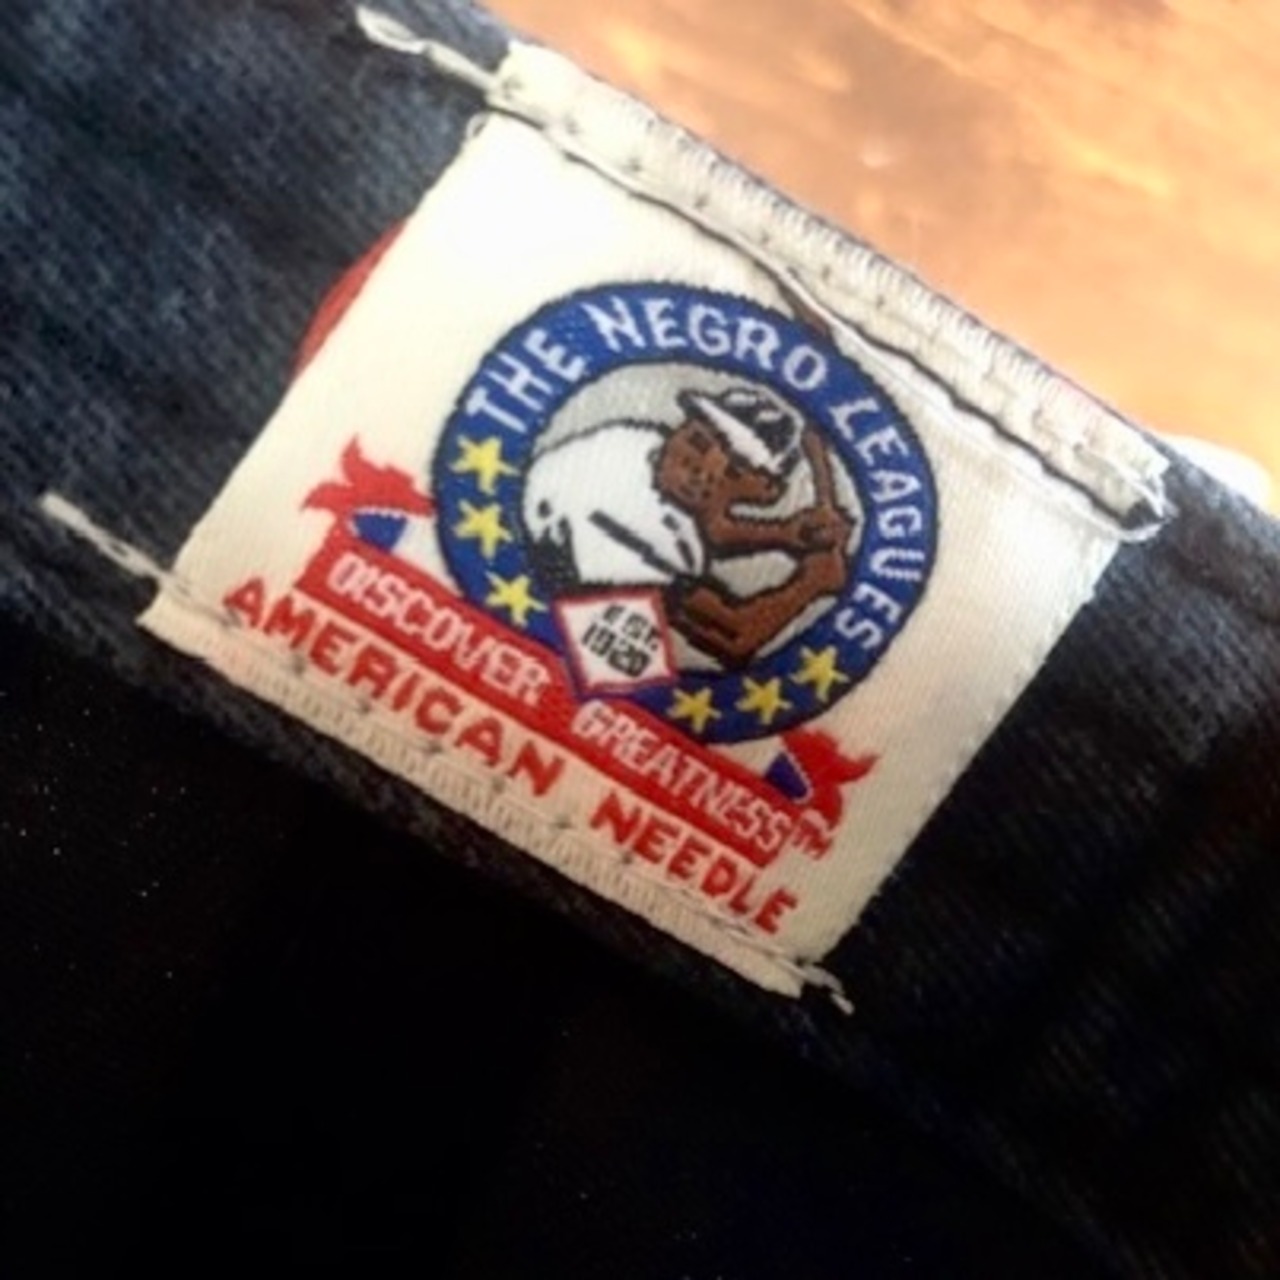 THE NEGRO LEAGUES
EST.
1920
DISCOVER GREATNESS™
AMERICAN NEEDLE